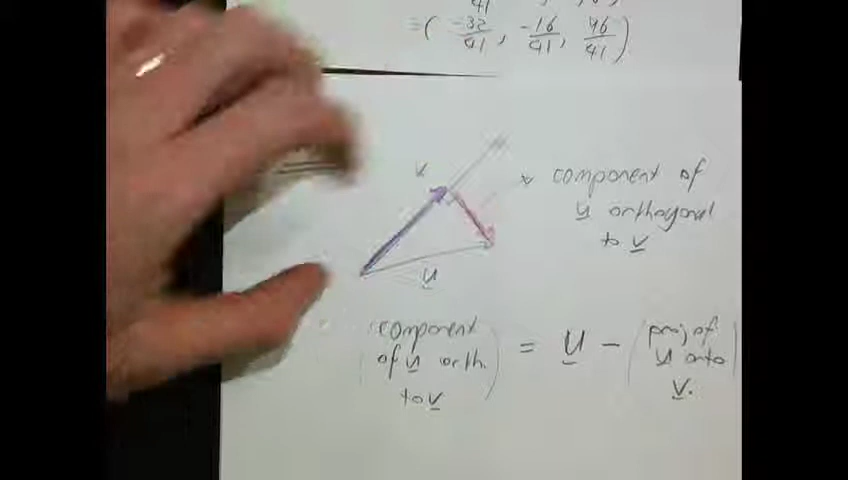 =( -32/41, -16/41, 46/41 )
v
component of
u orthogonal
to v
u
component
of u orth.
to v
= u -
proj of
u onto
v.